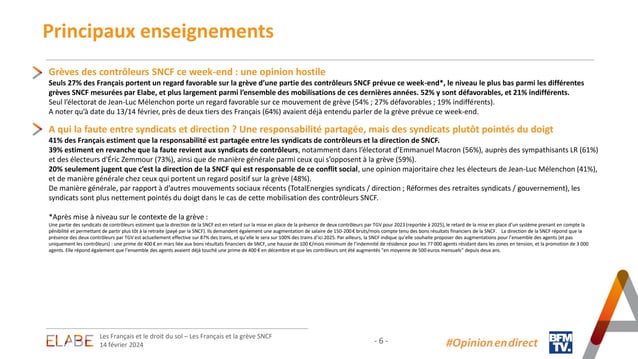 Principaux enseignements
Grèves des contrôleurs SNCF ce week-end : une opinion hostile
Seuls 27% des Français portent un regard favorable sur la grève d'une partie des contrôleurs SNCF prévue ce week-end*, le niveau le plus bas parmi les différentes
grèves SNCF mesurées par Elabe, et plus largement parmi l'ensemble des mobilisations de ces dernières années. 52% y sont défavorables, et 21% indifférents.
Seul l'électorat de Jean-Luc Mélenchon porte un regard favorable sur ce mouvement de grève (54% ; 27% défavorables ; 19% indifférents).
A noter qu'à date du 13/14 février, près de deux tiers des Français (64%) avaient déjà entendu parler de la grève prévue ce week-end.
A qui la faute entre syndicats et direction ? Une responsabilité partagée, mais des syndicats plutôt pointés du doigt
41% des Français estiment que la responsabilité est partagée entre les syndicats de contrôleurs et la direction de SNCF.
39% estiment en revanche que la faute revient aux syndicats de contrôleurs, notamment dans l'électorat d'Emmanuel Macron (56%), auprès des sympathisants LR (61%)
et des électeurs d'Éric Zemmour (73%), ainsi que de manière générale parmi ceux qui s'opposent à la grève (59%).
20% seulement jugent que c'est la direction de la SNCF qui est responsable de ce conflit social, une opinion majoritaire chez les électeurs de Jean-Luc Mélenchon (41%),
et de manière générale chez ceux qui portent un regard positif sur la grève (48%).
De manière générale, par rapport à d'autres mouvements sociaux récents (TotalEnergies syndicats / direction ; Réformes des retraites syndicats / gouvernement), les
syndicats sont plus nettement pointés du doigt dans le cas de cette mobilisation des contrôleurs SNCF.
*Après mise à niveau sur le contexte de la grève :
Une partie des syndicats de contrôleurs estiment que la direction de la SNCF est en retard sur la mise en place de la présence de deux contrôleurs par TGV pour 2023 (reportée à 2025), le retard de la mise en place d'un système prenant en compte la
pénibilité et permettant de partir plus tôt à la retraite (payé par la SNCF). Ils demandent également une augmentation de salaire de 150-200 € bruts/mois compte tenu des bons résultats financiers de la SNCF. La direction de la SNCF répond que la
présence des deux contrôleurs par TGV est actuellement effective sur 87% des trains, et qu'elle le sera sur 100% des trains d'ici 2025. Par ailleurs, la SNCF indique qu'elle souhaite proposer des augmentations pour l'ensemble des agents (et pas
uniquement les contrôleurs) : une prime de 400 € en mars liée aux bons résultats financiers de SNCF, une hausse de 100 €/mois minimum de l'indemnité de résidence pour les 77 000 agents résidant dans les zones en tension, et la promotion de 3 000
agents. Elle répond également que l'ensemble des agents avaient déjà touché une prime de 400 € en décembre et que les contrôleurs ont été augmentés "en moyenne de 500 euros mensuels" depuis deux ans.
ELABE
Les Français et le droit du sol – Les Français et la grève SNCF
14 février 2024
- 6 -
#Opinionendirect
BFM
TV.